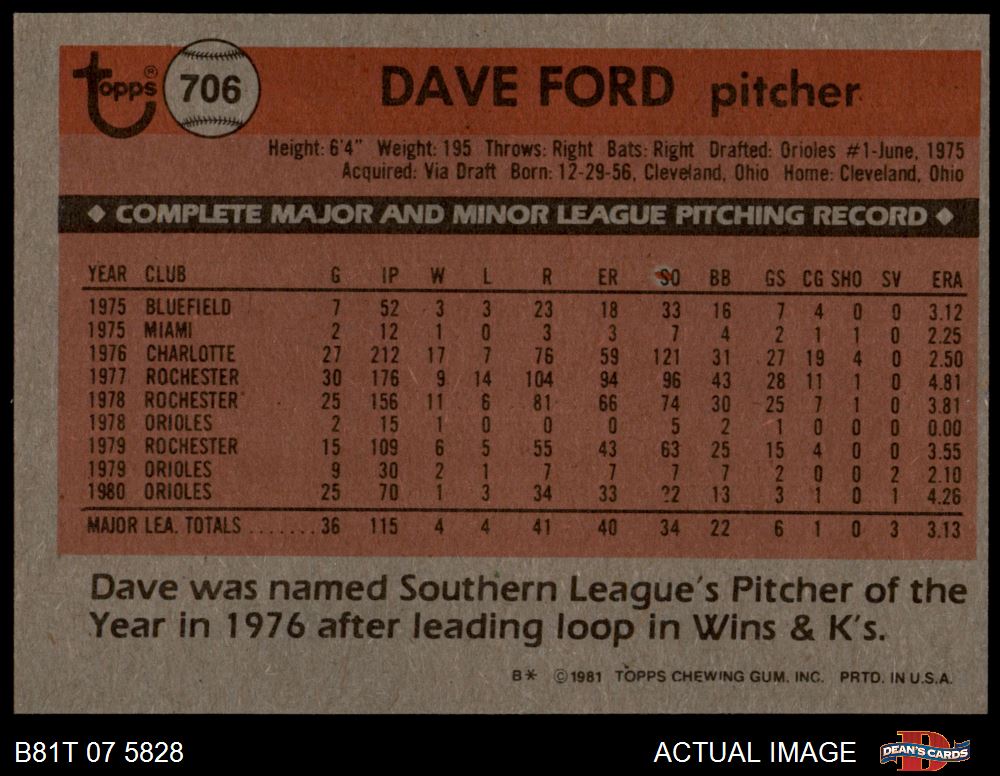 Topps® 706 DAVE FORD pitcher
Height: 6'4" Weight: 195 Throws: Right Bats: Right Drafted: Orioles #1-June, 1975
Acquired: Via Draft Born: 12-29-56, Cleveland, Ohio Home: Cleveland, Ohio
◆ COMPLETE MAJOR AND MINOR LEAGUE PITCHING RECORD ◆
YEAR CLUB G IP W L R ER SO BB GS CG SHO SV ERA
1975 BLUEFIELD 7 52 3 3 23 18 33 16 7 4 0 0 3.12
1975 MIAMI 2 12 1 0 3 3 7 4 2 1 1 0 2.25
1976 CHARLOTTE 27 212 17 7 76 59 121 31 27 19 4 0 2.50
1977 ROCHESTER 30 176 9 14 104 94 96 43 28 11 1 0 4.81
1978 ROCHESTER 25 156 11 6 81 66 74 30 25 7 1 0 3.81
1978 ORIOLES 2 15 1 0 0 0 5 2 1 0 0 0 0.00
1979 ROCHESTER 15 109 6 5 55 43 63 25 15 4 0 0 3.55
1979 ORIOLES 9 30 2 1 7 7 7 7 2 0 0 2 2.10
1980 ORIOLES 25 70 1 3 34 33 22 13 3 1 0 1 4.26
MAJOR LEA. TOTALS ....... 36 115 4 4 41 40 34 22 6 1 0 3 3.13
Dave was named Southern League's Pitcher of the
Year in 1976 after leading loop in Wins & K's.
B* ©1981 TOPPS CHEWING GUM, INC. PRTD. IN U.S.A.
B81T 07 5828 ACTUAL IMAGE DEAN'S CARDS